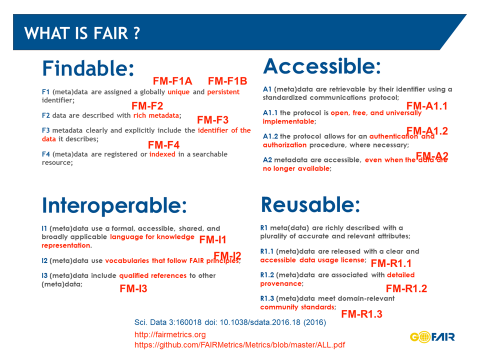 WHAT IS FAIR ?
Findable:
FM-F1A FM-F1B
F1 (meta)data are assigned a globally unique and persistent
identifier;
FM-F2
F2 data are described with rich metadata;
FM-F3
F3 metadata clearly and explicitly include the identifier of the
data it describes;
FM-F4
F4 (meta)data are registered or indexed in a searchable
resource;
Accessible:
A1 (meta)data are retrievable by their identifier using a
standardized communications protocol;
FM-A1.1
A1.1 the protocol is open, free, and universally
implementable;
FM-A1.2
A1.2 the protocol allows for an authentication and
authorization procedure, where necessary;
FM-A2
A2 metadata are accessible, even when the data are
no longer available;
Interoperable:
I1 (meta)data use a formal, accessible, shared, and
broadly applicable language for knowledge
representation.
FM-I1
FM-I2
I2 (meta)data use vocabularies that follow FAIR principles;
I3 (meta)data include qualified references to other
(meta)data;
FM-I3
Reusable:
R1 meta(data) are richly described with a
plurality of accurate and relevant attributes;
R1.1 (meta)data are released with a clear and
accessible data usage license;
FM-R1.1
R1.2 (meta)data are associated with detailed
provenance;
FM-R1.2
R1.3 (meta)data meet domain-relevant
community standards;
FM-R1.3
Sci. Data 3:160018 doi: 10.1038/sdata.2016.18 (2016)
http://fairmetrics.org
https://github.com/FAIRMetrics/Metrics/blob/master/ALL.pdf
GO FAIR